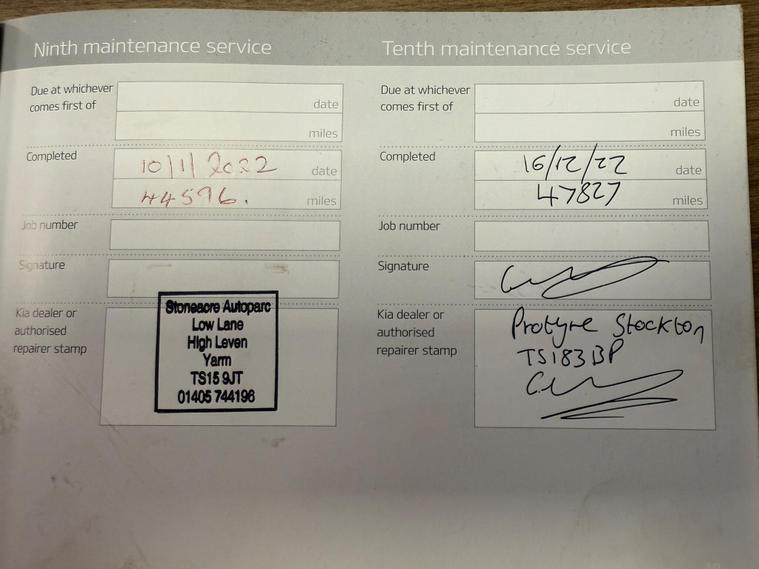 Ninth maintenance service
Due at whichever
comes first of
date
miles
Completed
10/1/2022 date
44596. miles
Job number
Signature
Kia dealer or
authorised
repairer stamp
Stoneacre Autoparc
Low Lane
High Leven
Yarm
TS15 9JT
01405 744196
Tenth maintenance service
Due at whichever
comes first of
date
miles
Completed
16/12/22 date
47827 miles
Job number
Signature
Kia dealer or
authorised
repairer stamp
Protyre Stockton
TS183BP